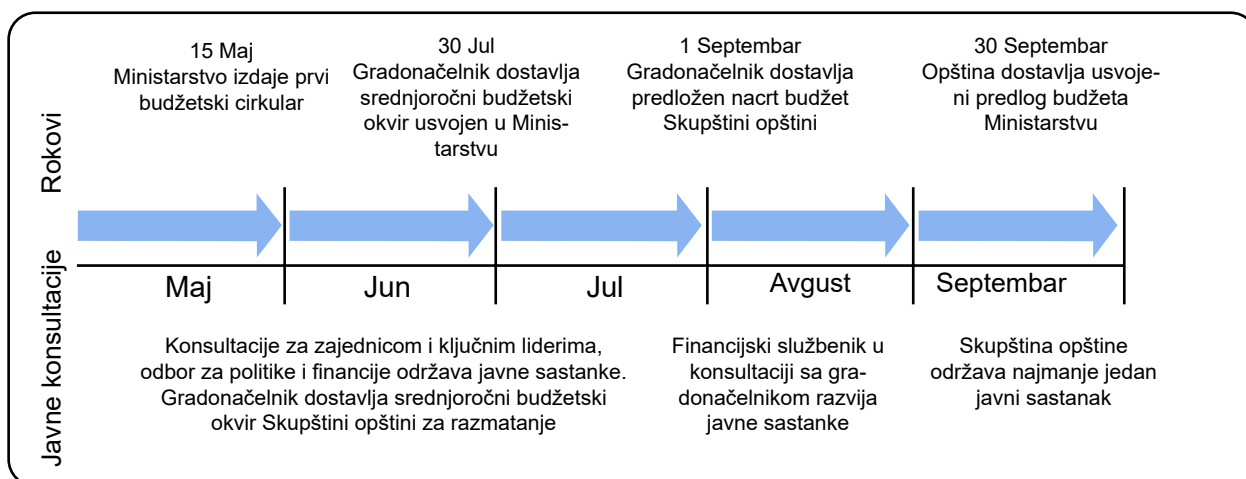 Rokovi
15 Maj
Ministarstvo izdaje prvi
budžetski cirkular
30 Jul
Gradonačelnik dostavlja
srednjoročni budžetski
okvir usvojen u Minis-
tarstvu
1 Septembar
Gradonačelnik dostavlja
predložen nacrt budžet
Skupštini opštini
30 Septembar
Opština dostavlja usvoje-
ni predlog budžeta
Ministarstvu
Maj
Jun
Jul
Avgust
Septembar
Javne konsultacije
Konsultacije za zajednicom i ključnim liderima,
odbor za politike i financije održava javne sastanke.
Gradonačelnik dostavlja srednjoročni budžetski
okvir Skupštini opštini za razmatanje
Financijski službenik u
konsultaciji sa gra-
donačelnikom razvija
javne sastanke
Skupština opštine
održava najmanje jedan
javni sastanak